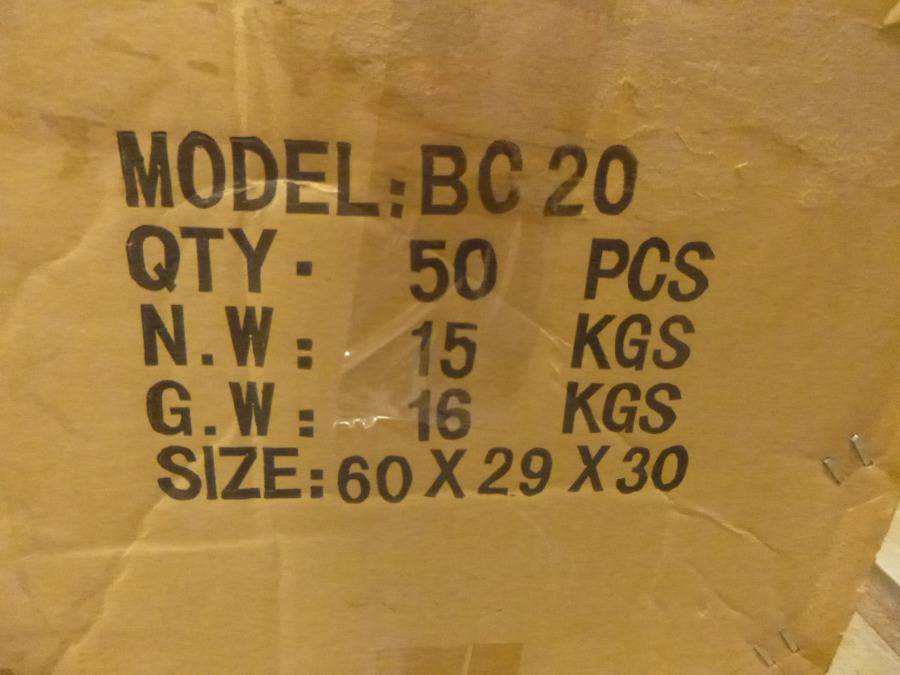 MODEL:BC 20
QTY. 50 PCS
N.W: 15 KGS
G.W: 16 KGS
SIZE:60 X 29 X 30